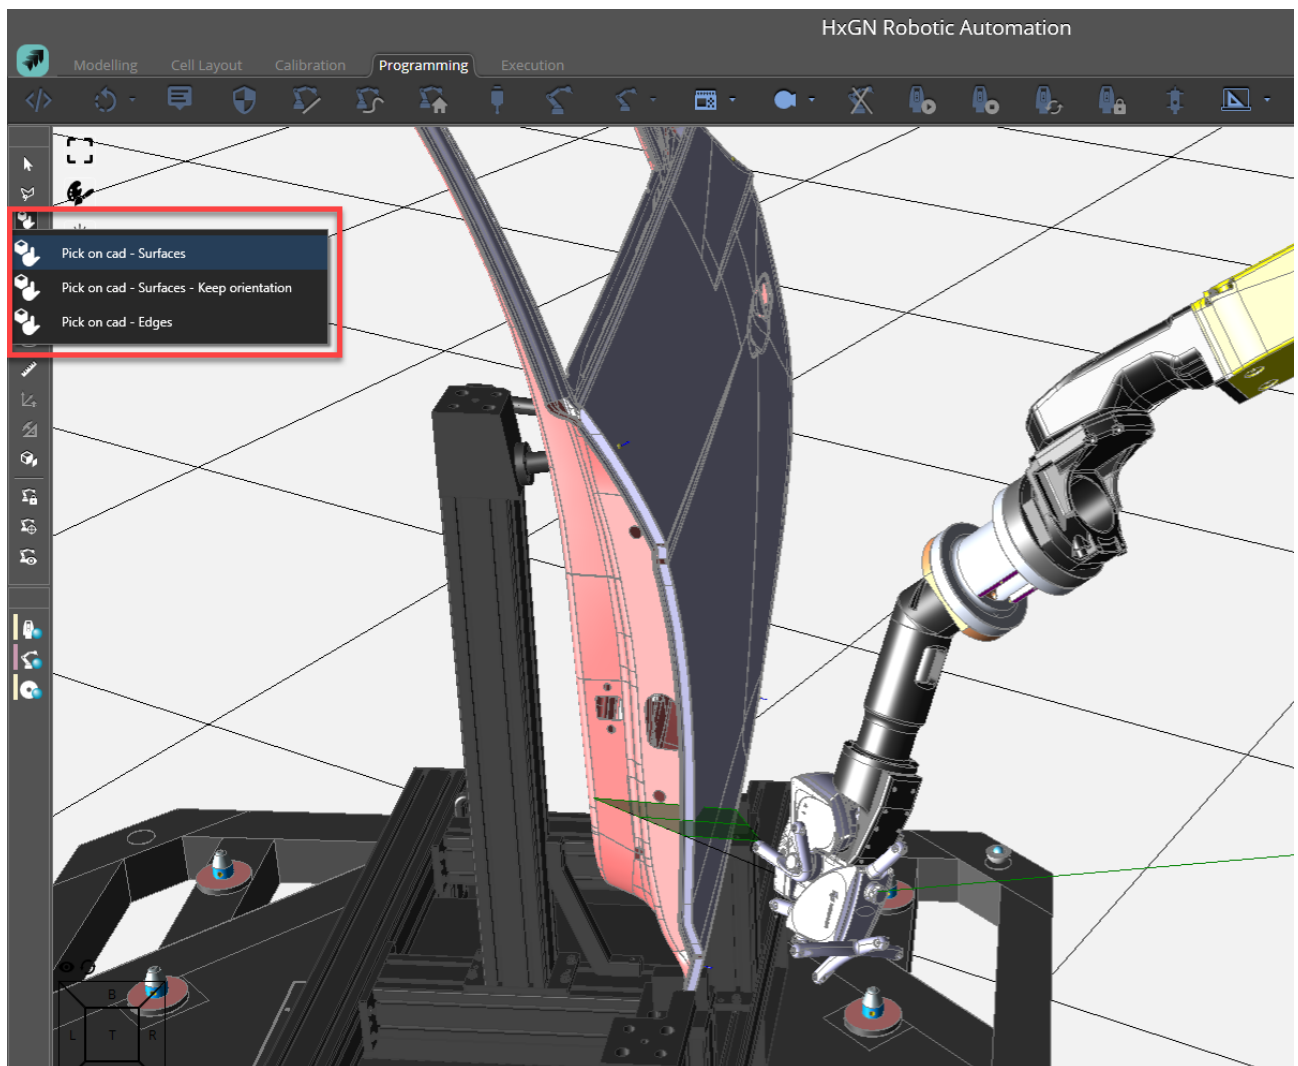 HxGN Robotic Automation
Modelling Cell Layout Calibration Programming Execution
Pick on cad - Surfaces
Pick on cad - Surfaces - Keep orientation
Pick on cad - Edges
B
L T R